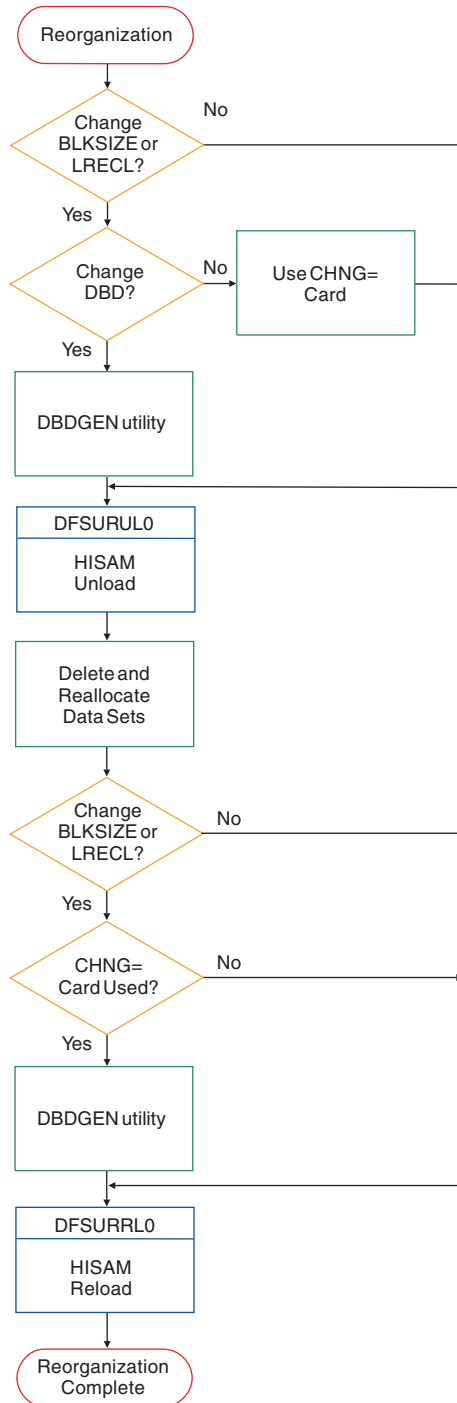 Reorganization
No
Change
BLKSIZE or
LRECL?
Yes
Change
DBD?
No
Use CHNG=
Card
Yes
DBDGEN utility
DFSURUL0
HISAM
Unload
Delete and
Reallocate
Data Sets
Change
BLKSIZE or
LRECL?
No
Yes
CHNG=
Card Used?
No
Yes
DBDGEN utility
DFSURRL0
HISAM
Reload
Reorganization
Complete